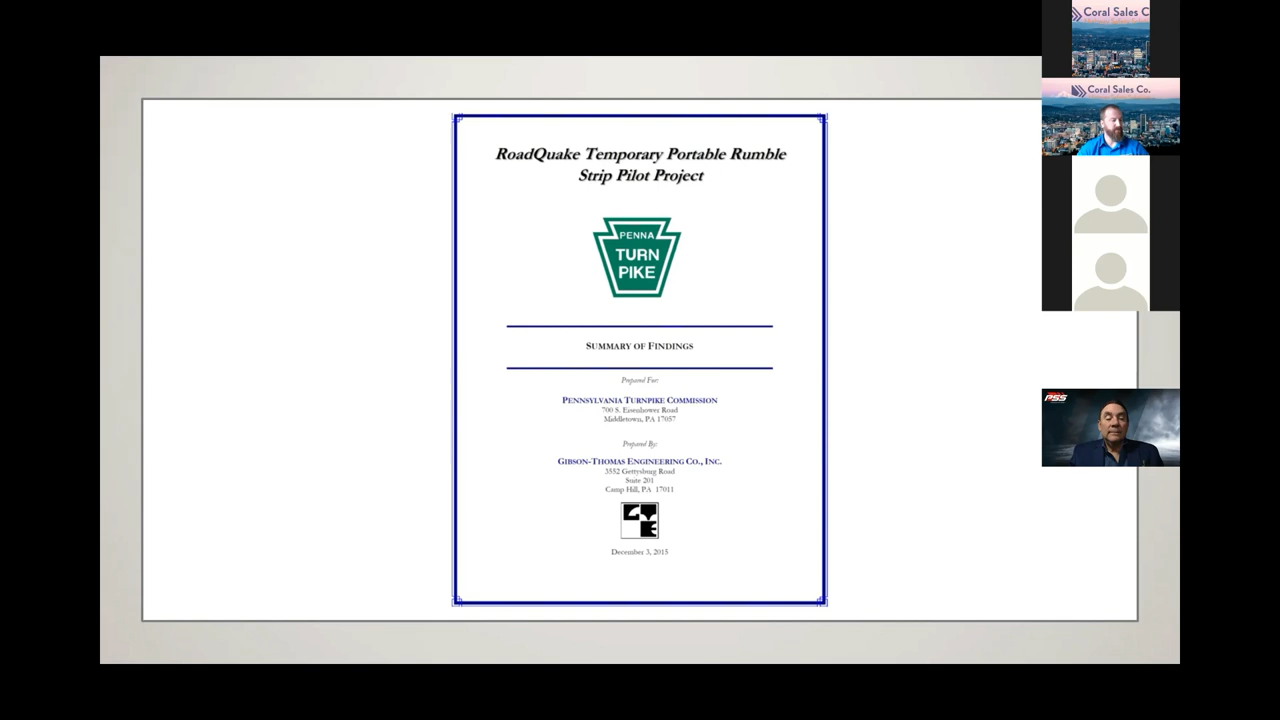 RoadQuake Temporary Portable Rumble
Strip Pilot Project
PENNA
TURN
PIKE
SUMMARY OF FINDINGS
Prepared For:
PENNSYLVANIA TURNPIKE COMMISSION
700 S. Eisenhower Road
Middletown, PA 17057
Prepared By:
GIBSON-THOMAS ENGINEERING CO., INC.
3552 Gettysburg Road
Suite 201
Camp Hill, PA 17011
December 3, 2015
Coral Sales C
Coral Sales Co.
PSS